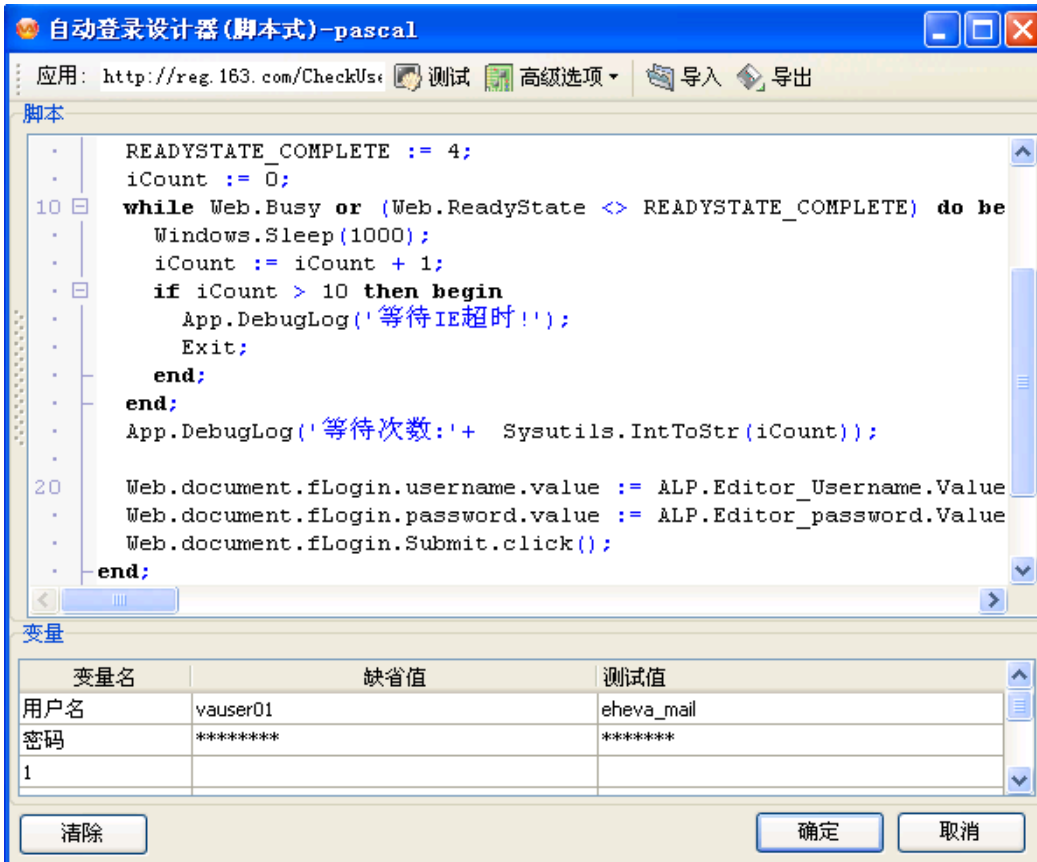 自动登录设计器(脚本式)-pascal
应用: http://reg.163.com/CheckUse 测试 高级选项 导入 导出
脚本
READYSTATE_COMPLETE := 4;
iCount := 0;
10 while Web.Busy or (Web.ReadyState <> READYSTATE_COMPLETE) do be
Windows.Sleep(1000);
iCount := iCount + 1;
if iCount > 10 then begin
App.DebugLog('等待IE超时!');
Exit;
end;
end;
App.DebugLog('等待次数:'+ Sysutils.IntToStr(iCount));
20 Web.document.fLogin.username.value := ALP.Editor_Username.Value
Web.document.fLogin.password.value := ALP.Editor_password.Value
Web.document.fLogin.Submit.click();
end;
变量
变量名 缺省值 测试值
用户名 vauser01 eheva_mail
密码 ******** *******
1
清除 确定 取消